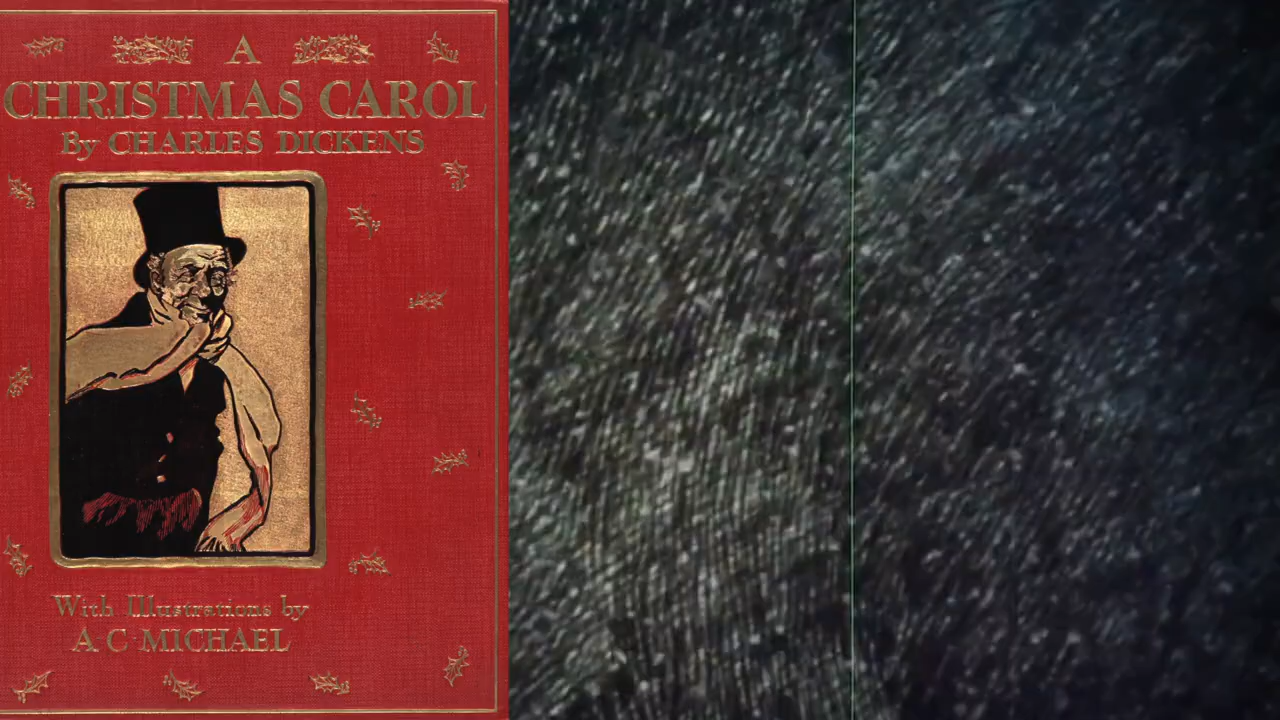 A
CHRISTMAS CAROL
By CHARLES DICKENS
With Illustrations by
A·C·MICHAEL